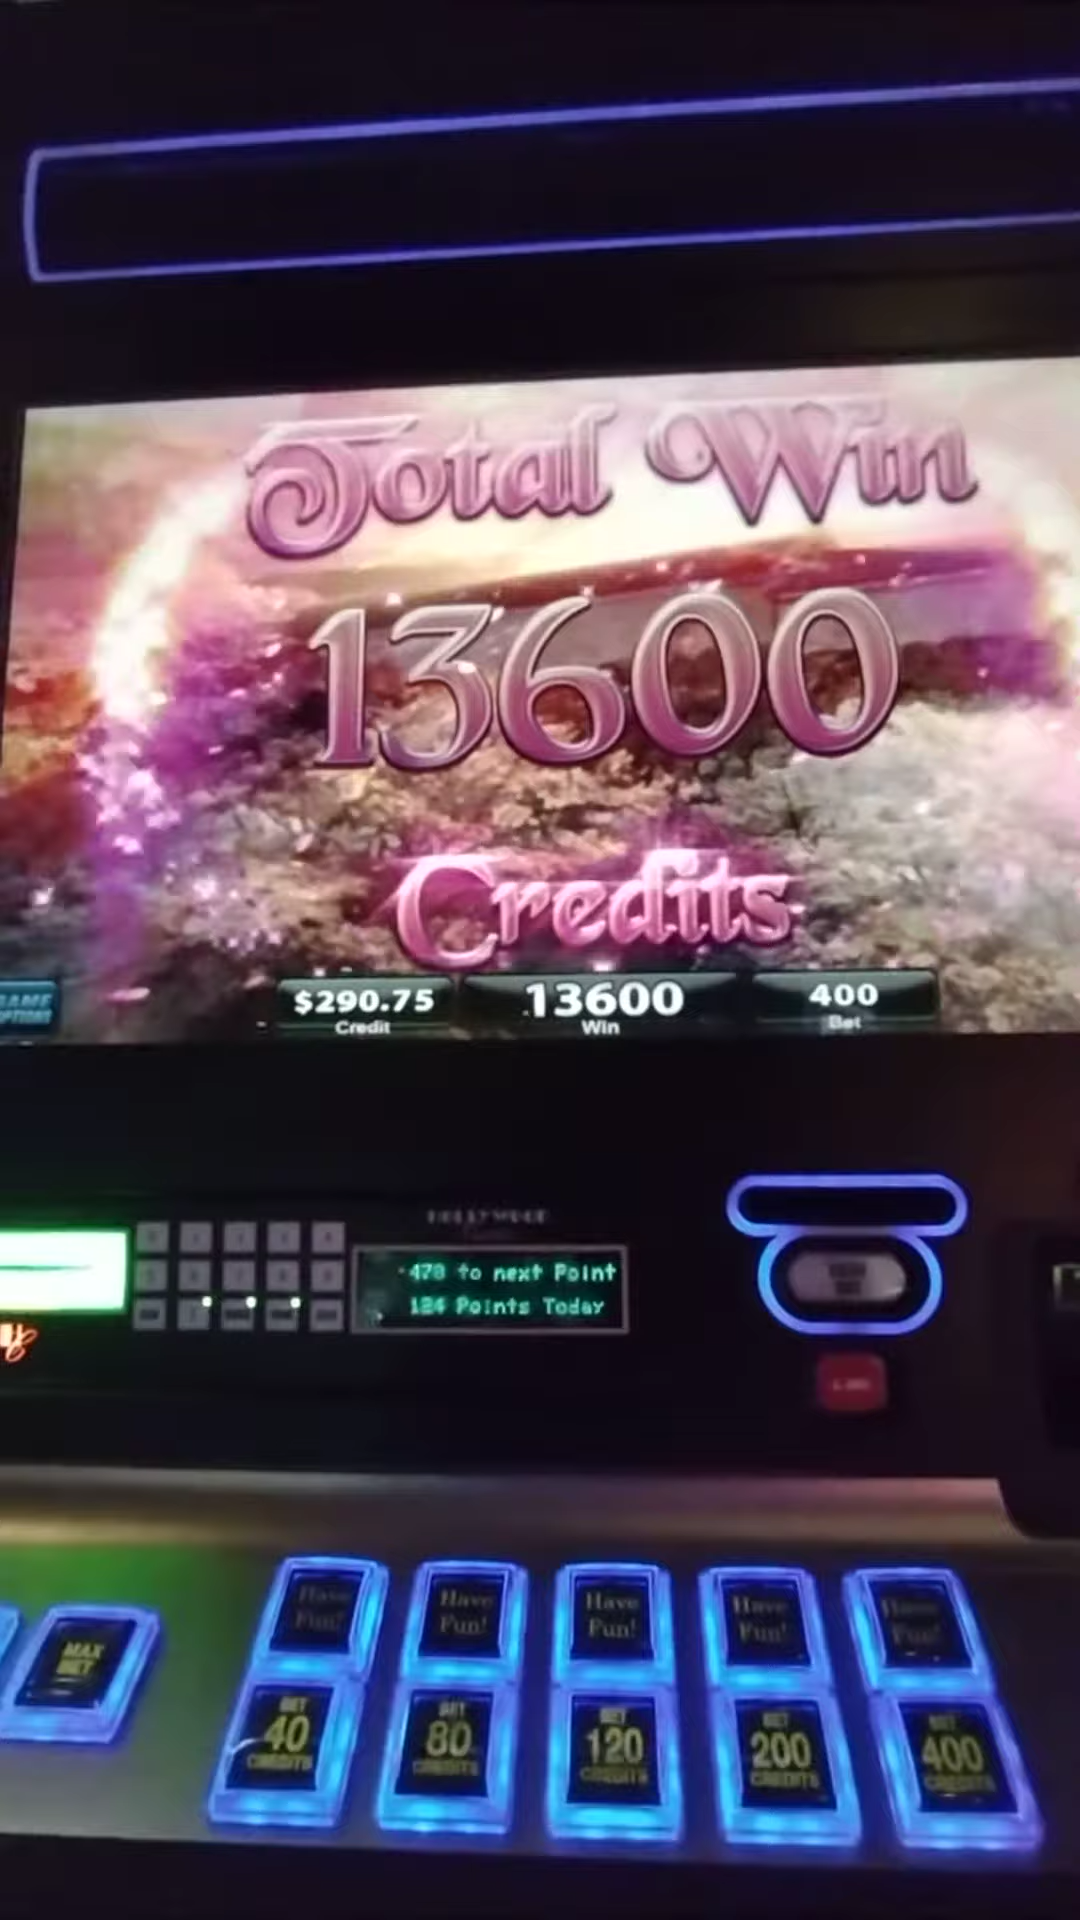 Total Win
13600
Credits
GAME
OPTIONS
$290.75
Credit
13600
Win
400
Bet
478 to next Point
124 Points Today
Have
Fun!
Have
Fun!
Have
Fun!
Have
Fun!
Have
Fun!
MAX
BET
BET
40
CREDITS
BET
80
CREDITS
BET
120
CREDITS
BET
200
CREDITS
BET
400
CREDITS